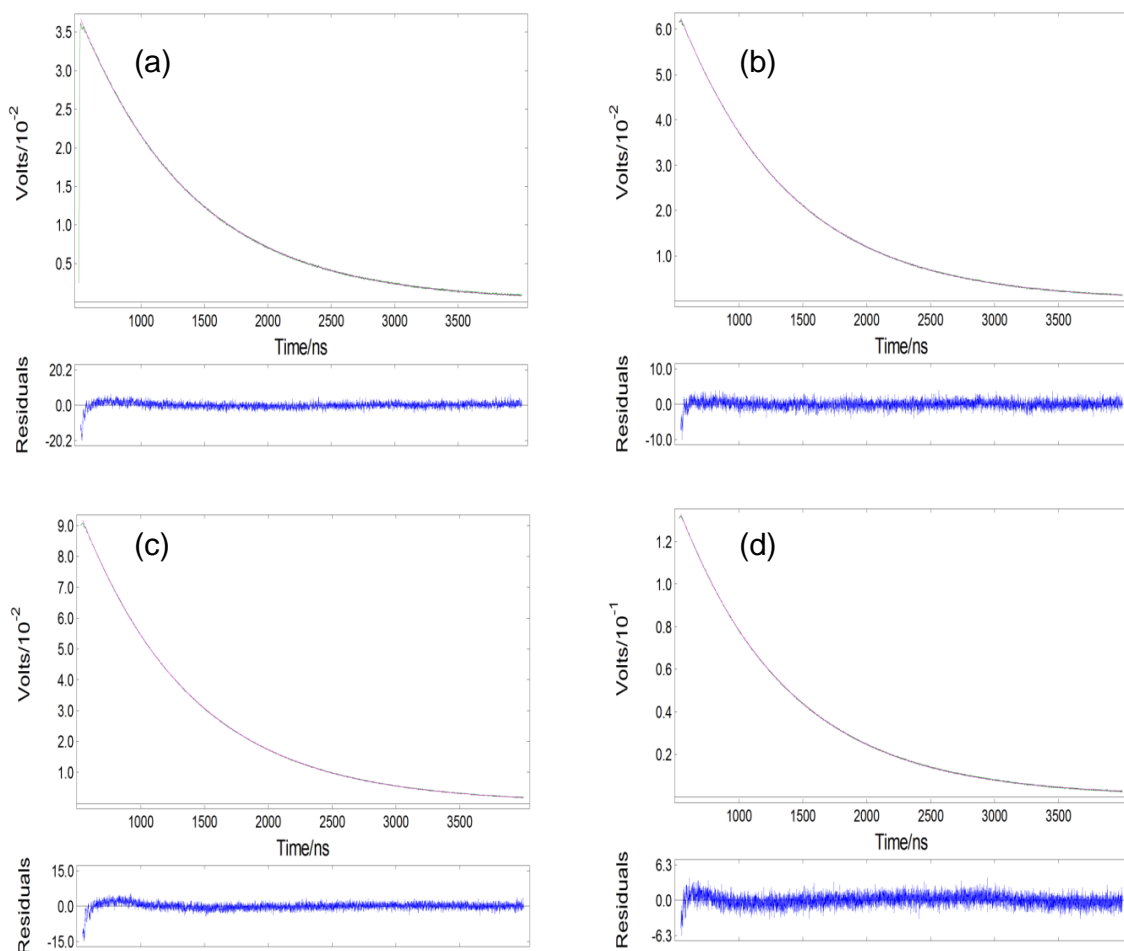 (a)
Volts/10⁻²
3.5
3.0
2.5
2.0
1.5
1.0
0.5
1000 1500 2000 2500 3000 3500
Time/ns
Residuals
20.2
0.0
-20.2
(b)
Volts/10⁻²
6.0
5.0
4.0
3.0
2.0
1.0
1000 1500 2000 2500 3000 3500
Time/ns
Residuals
10.0
0.0
-10.0
(c)
Volts/10⁻²
9.0
8.0
7.0
6.0
5.0
4.0
3.0
2.0
1.0
1000 1500 2000 2500 3000 3500
Time/ns
Residuals
15.0
0.0
-15.0
(d)
Volts/10⁻¹
1.2
1.0
0.8
0.6
0.4
0.2
1000 1500 2000 2500 3000 3500
Time/ns
Residuals
6.3
0.0
-6.3